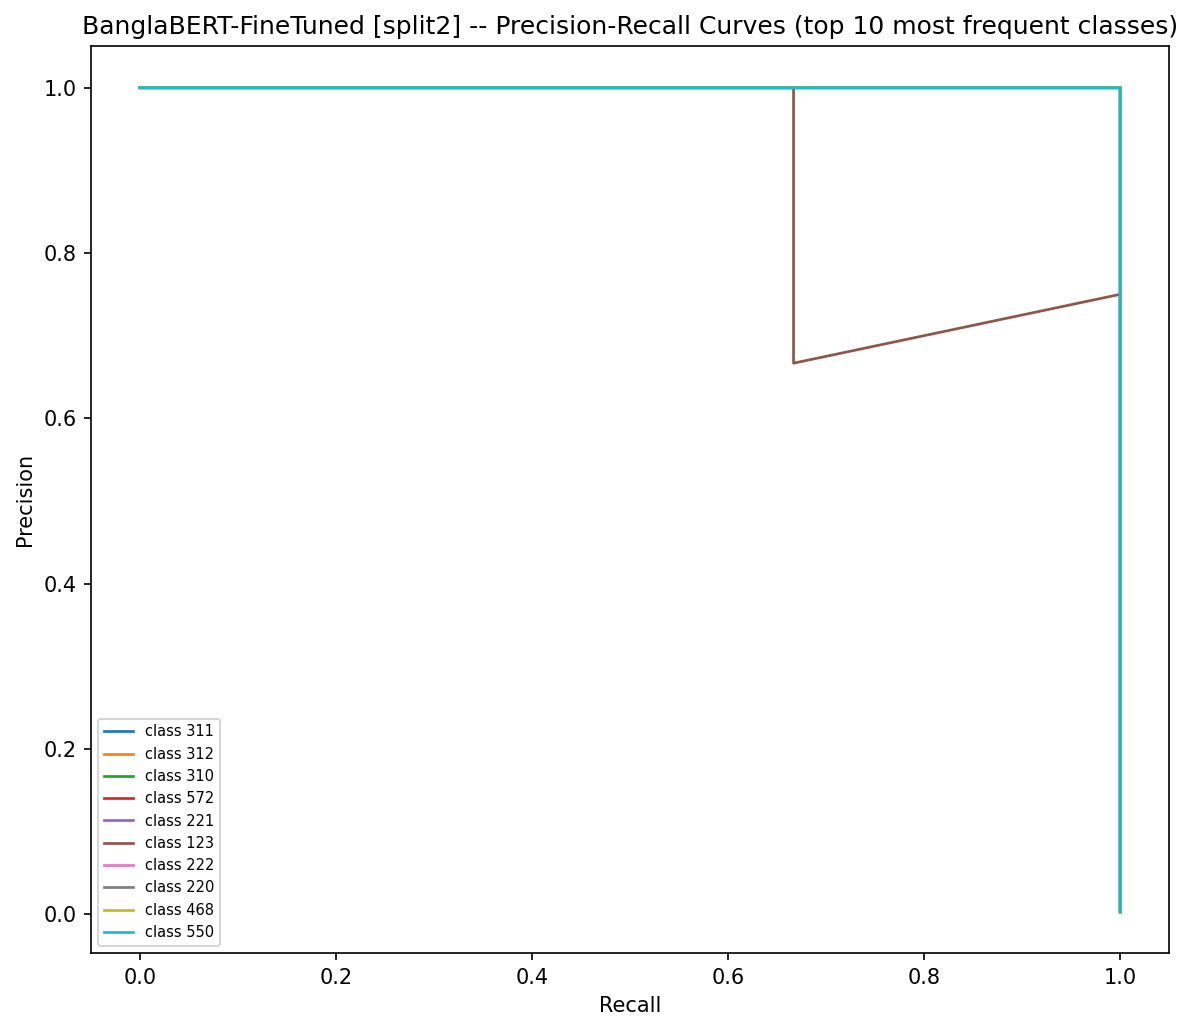 BanglaBERT-FineTuned [split2] -- Precision-Recall Curves (top 10 most frequent classes)
1.0
0.8
0.6
0.4
0.2
0.0
Precision
class 311
class 312
class 310
class 572
class 221
class 123
class 222
class 220
class 468
class 550
0.0 0.2 0.4 0.6 0.8 1.0
Recall